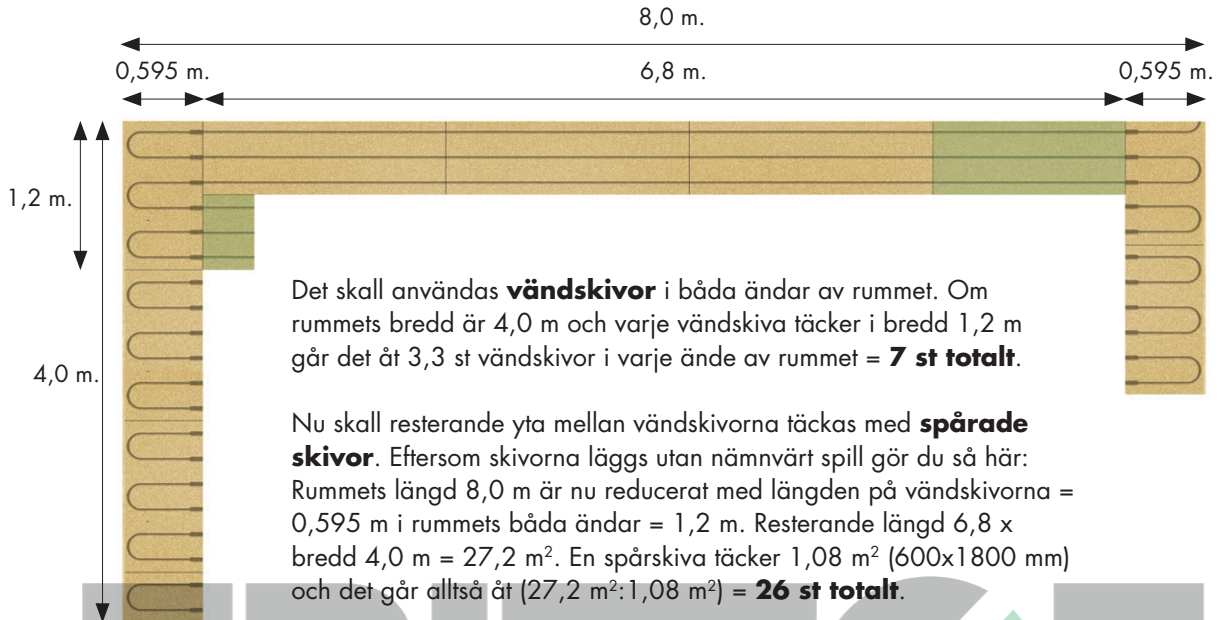 8,0 m.
0,595 m.
6,8 m.
0,595 m.
1,2 m.
4,0 m.
Det skall användas vändskivor i båda ändar av rummet. Om
rummets bredd är 4,0 m och varje vändskiva täcker i bredd 1,2 m
går det åt 3,3 st vändskivor i varje ände av rummet = 7 st totalt.
Nu skall resterande yta mellan vändskivorna täckas med spårade
skivor. Eftersom skivorna läggs utan nämnvärt spill gör du så här:
Rummets längd 8,0 m är nu reducerat med längden på vändskivorna =
0,595 m i rummets båda ändar = 1,2 m. Resterande längd 6,8 x
bredd 4,0 m = 27,2 m². En spårskiva täcker 1,08 m² (600x1800 mm)
och det går alltså åt (27,2 m²:1,08 m²) = 26 st totalt.